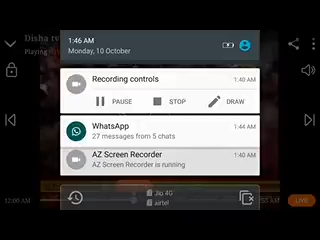 1:46 AM
Monday, 10 October
Disha tv
Playing
Recording controls
1:40 AM
PAUSE
STOP
DRAW
WhatsApp
1:44 AM
27 messages from 5 chats
AZ Screen Recorder
1:40 AM
AZ Screen Recorder is running
Jio 4G
airtel
12:00 AM
LIVE